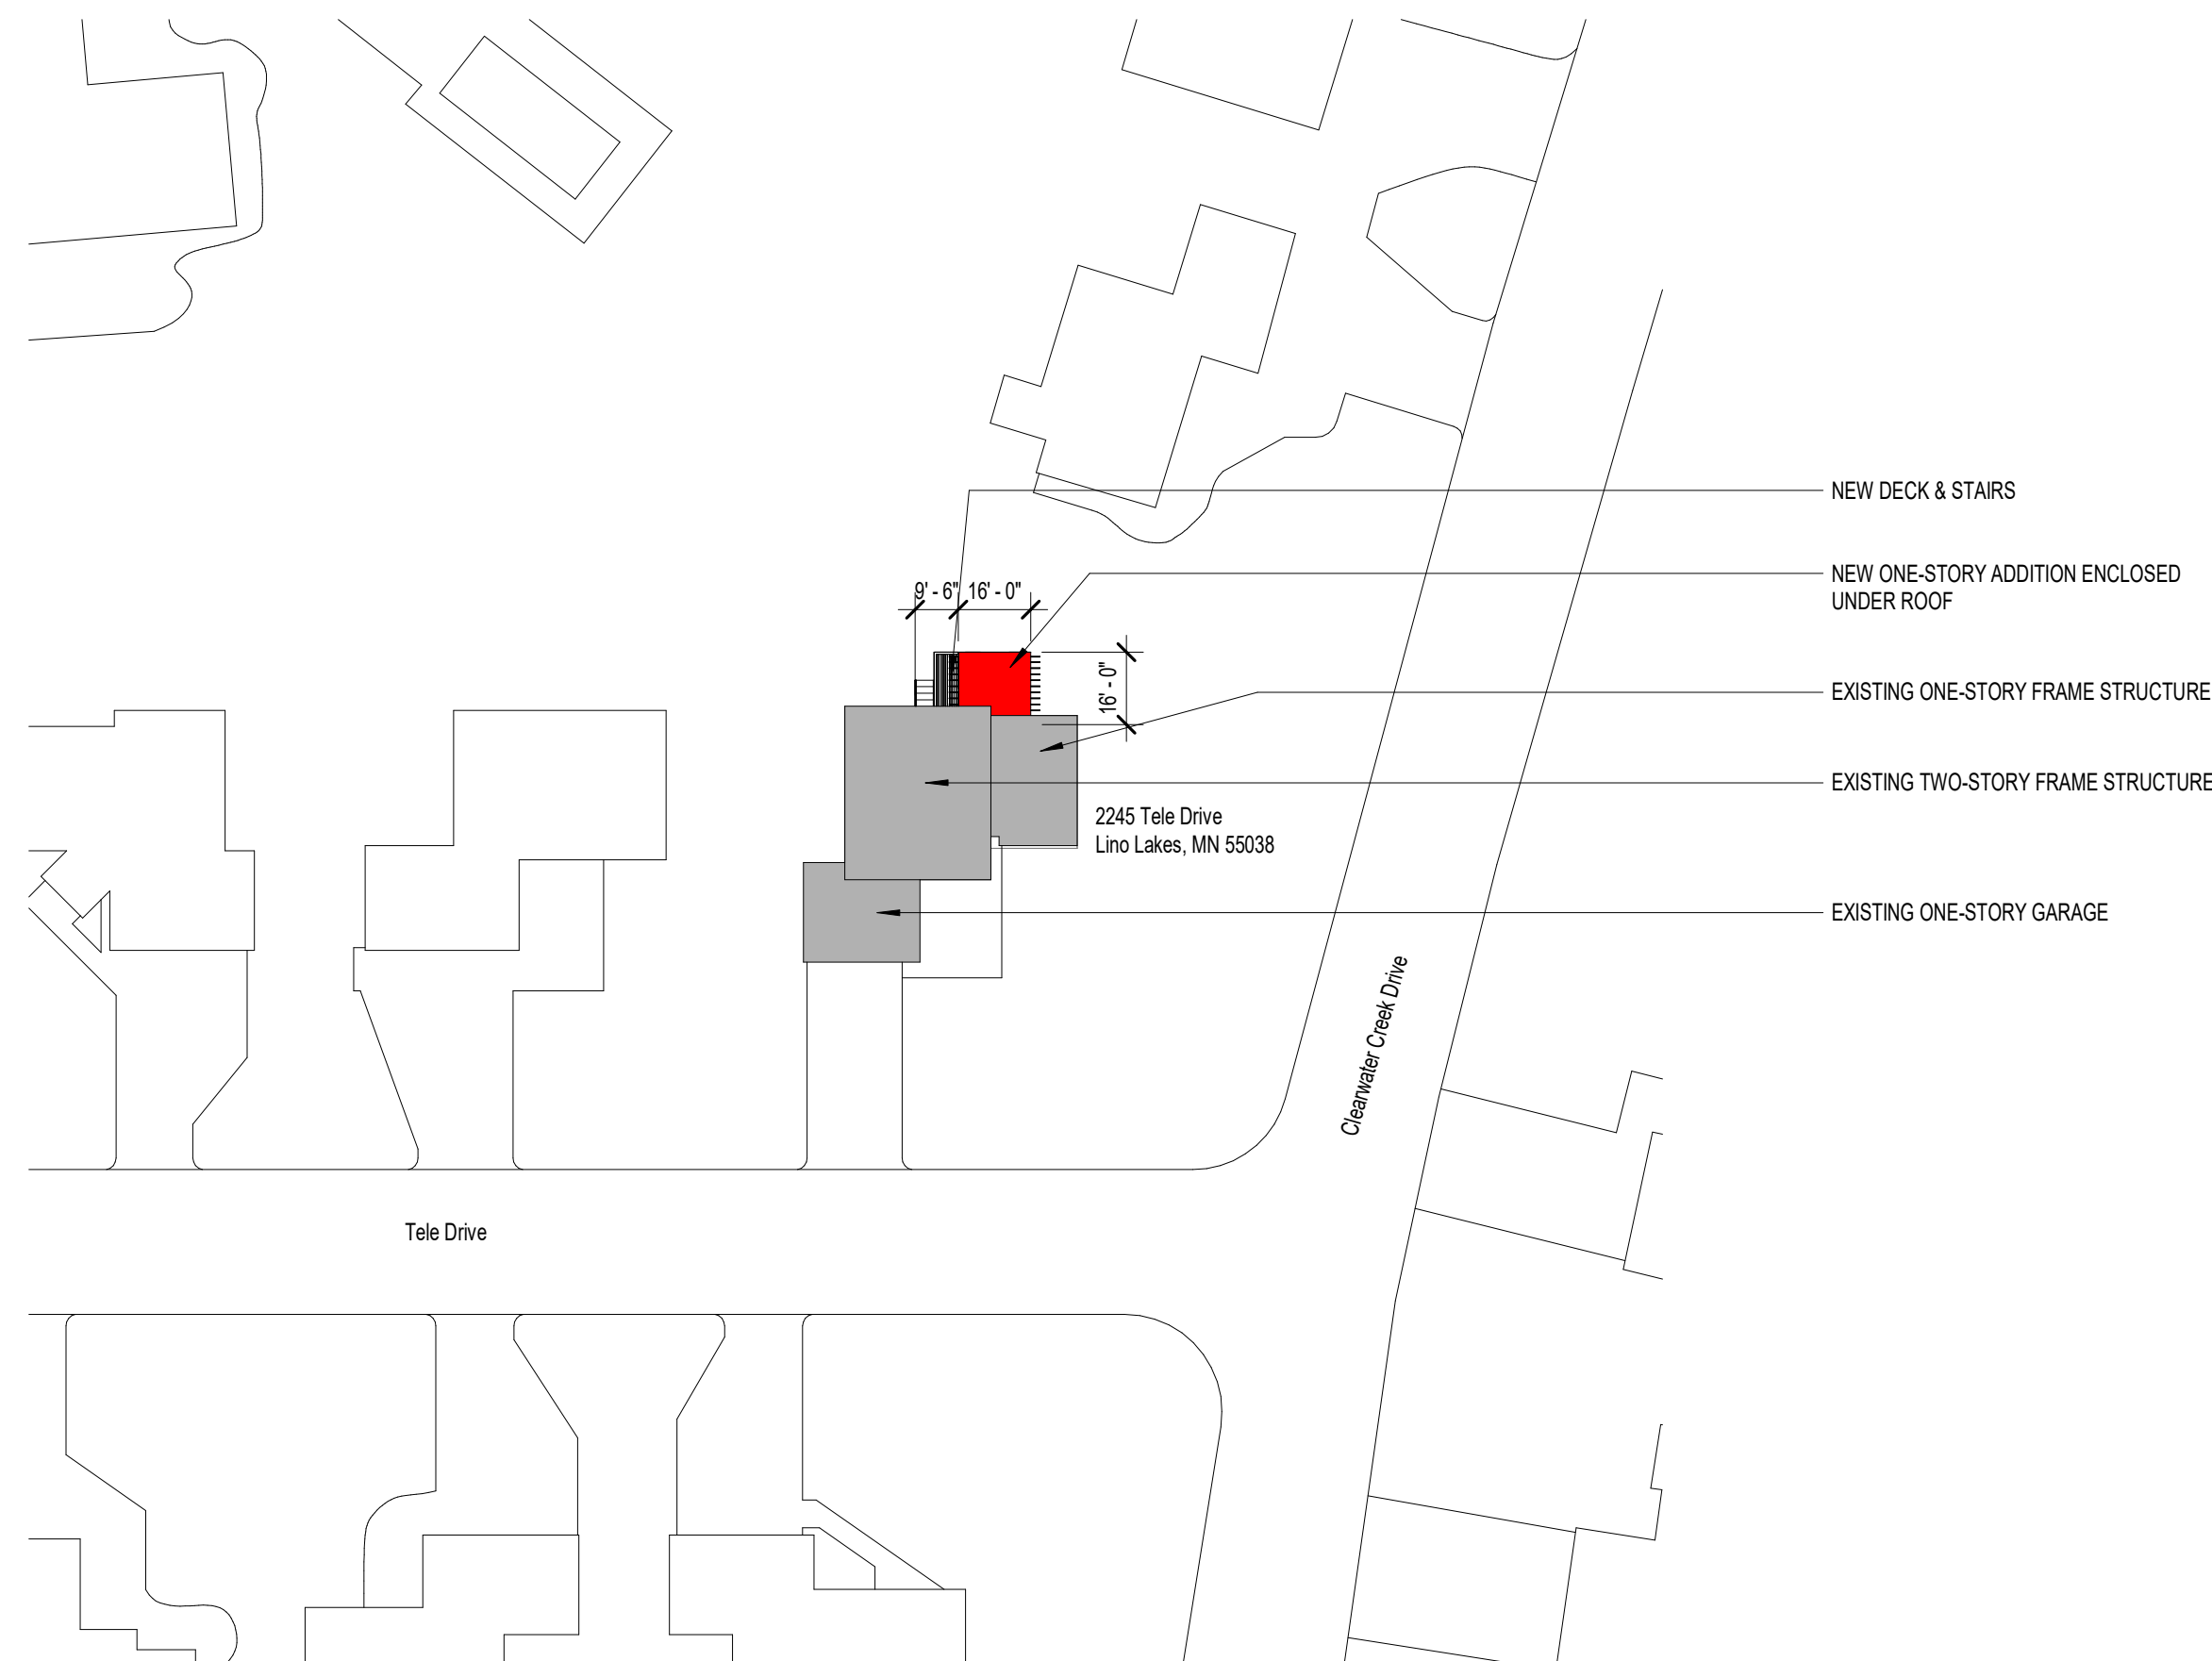 NEW DECK & STAIRS
NEW ONE-STORY ADDITION ENCLOSED
UNDER ROOF
9' - 6"
16' - 0"
16' - 0"
EXISTING ONE-STORY FRAME STRUCTURE
EXISTING TWO-STORY FRAME STRUCTURE
2245 Tele Drive
Lino Lakes, MN 55038
EXISTING ONE-STORY GARAGE
Clearwater Creek Drive
Tele Drive